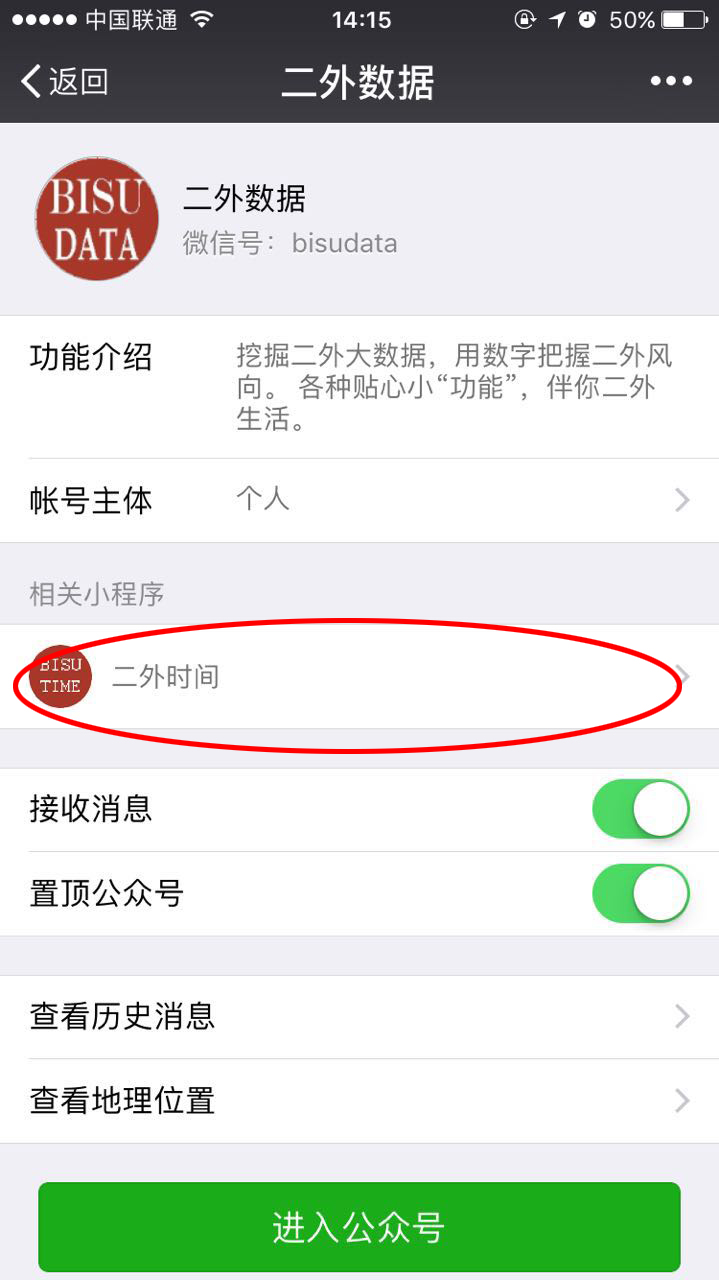 中国联通 14:15 50%
返回 二外数据
BISU
DATA
二外数据
微信号：bisudata
功能介绍 挖掘二外大数据，用数字把握二外风
向。 各种贴心小“功能”，伴你二外
生活。
帐号主体 个人
相关小程序
BISU
TIME
二外时间
接收消息
置顶公众号
查看历史消息
查看地理位置
进入公众号